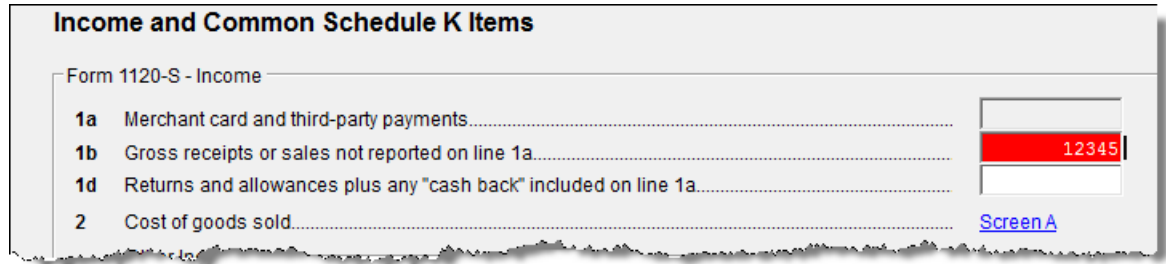 Income and Common Schedule K Items
Form 1120-S - Income
1a Merchant card and third-party payments
1b Gross receipts or sales not reported on line 1a 12345
1d Returns and allowances plus any "cash back" included on line 1a
2 Cost of goods sold Screen A